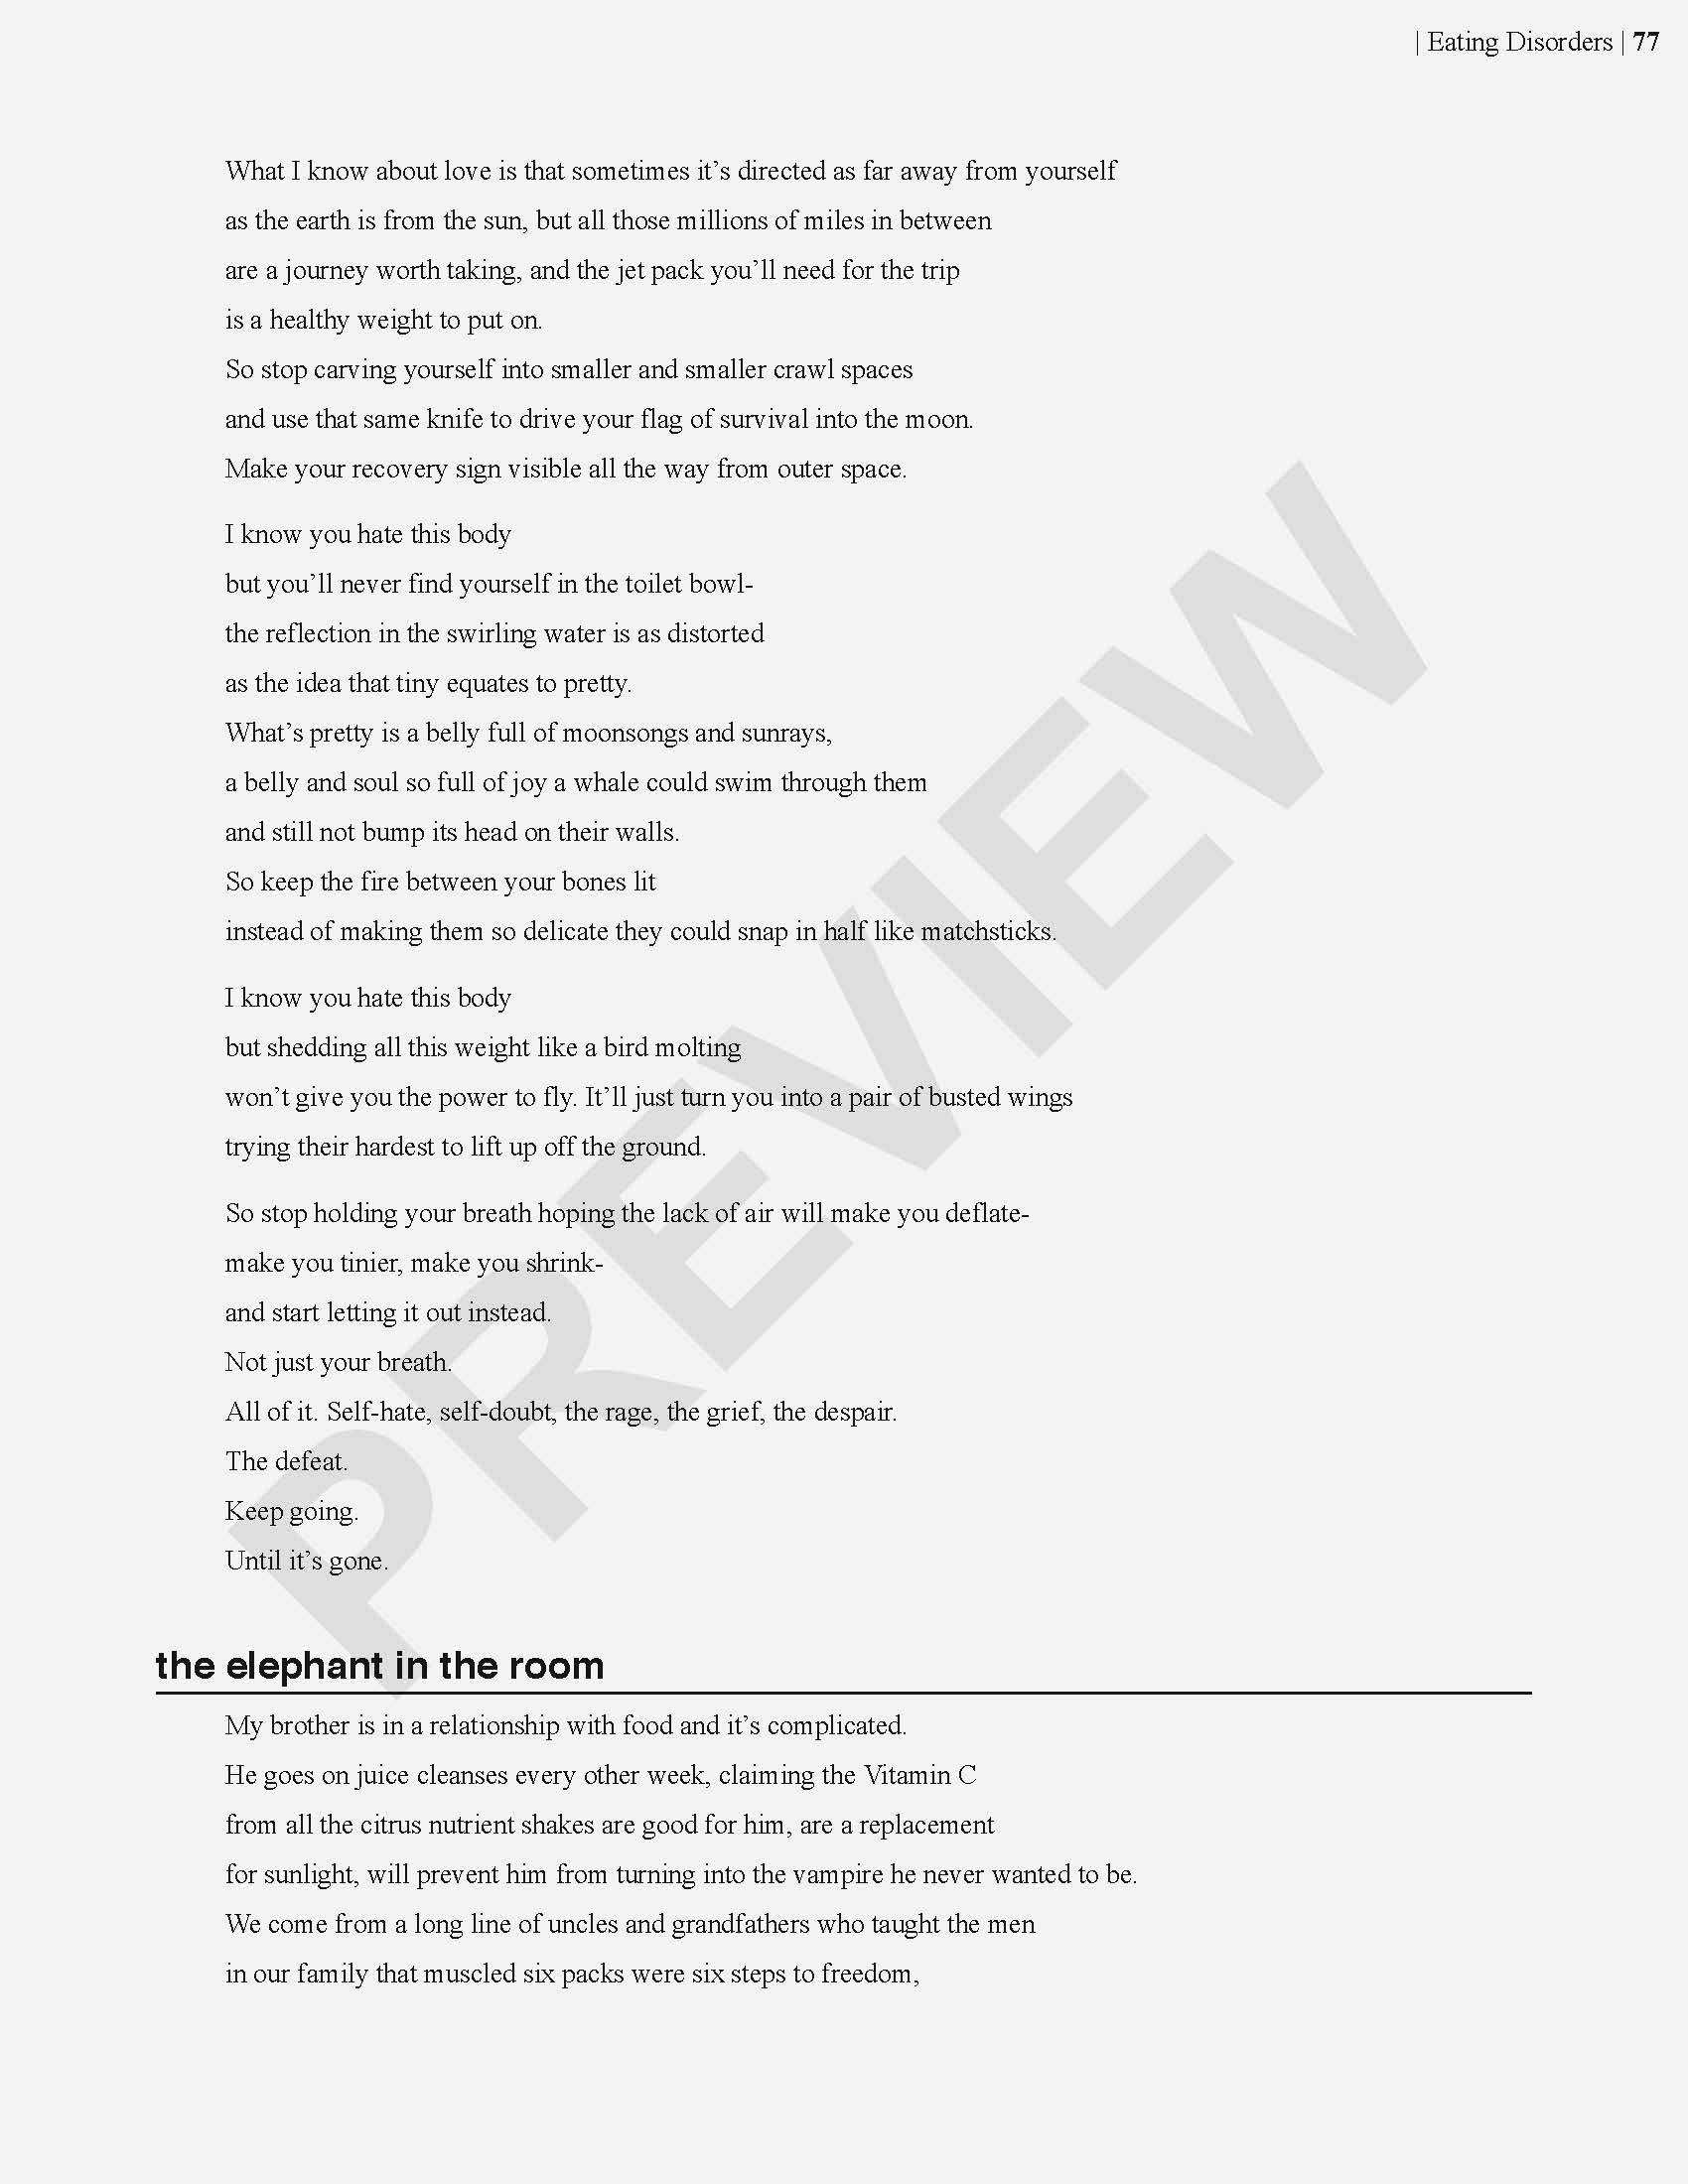 | Eating Disorders | 77
What I know about love is that sometimes it’s directed as far away from yourself
as the earth is from the sun, but all those millions of miles in between
are a journey worth taking, and the jet pack you’ll need for the trip
is a healthy weight to put on.
So stop carving yourself into smaller and smaller crawl spaces
and use that same knife to drive your flag of survival into the moon.
Make your recovery sign visible all the way from outer space.
I know you hate this body
but you’ll never find yourself in the toilet bowl-
the reflection in the swirling water is as distorted
as the idea that tiny equates to pretty.
What’s pretty is a belly full of moonsongs and sunrays,
a belly and soul so full of joy a whale could swim through them
and still not bump its head on their walls.
So keep the fire between your bones lit
instead of making them so delicate they could snap in half like matchsticks.
I know you hate this body
but shedding all this weight like a bird molting
won’t give you the power to fly. It’ll just turn you into a pair of busted wings
trying their hardest to lift up off the ground.
So stop holding your breath hoping the lack of air will make you deflate-
make you tinier, make you shrink-
and start letting it out instead.
Not just your breath.
All of it. Self-hate, self-doubt, the rage, the grief, the despair.
The defeat.
Keep going.
Until it’s gone.
the elephant in the room
My brother is in a relationship with food and it’s complicated.
He goes on juice cleanses every other week, claiming the Vitamin C
from all the citrus nutrient shakes are good for him, are a replacement
for sunlight, will prevent him from turning into the vampire he never wanted to be.
We come from a long line of uncles and grandfathers who taught the men
in our family that muscled six packs were six steps to freedom,
PREVIEW